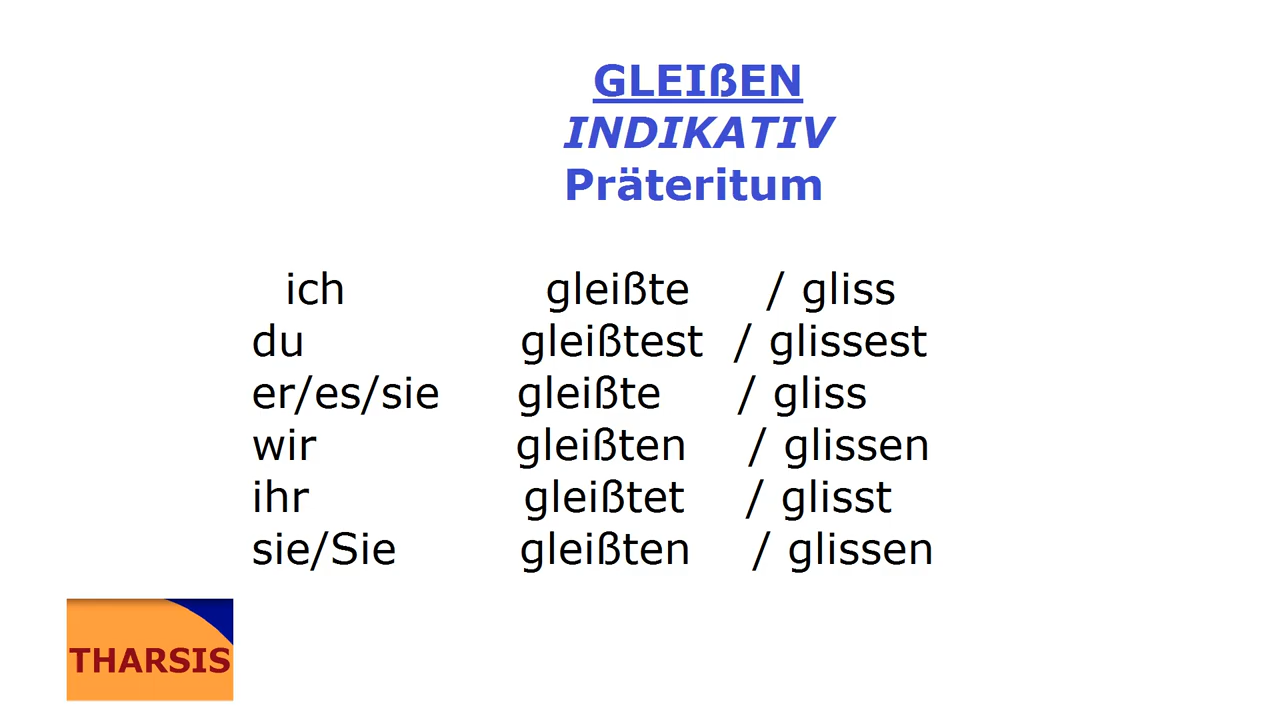 GLEIßEN
INDIKATIV
Präteritum
ich gleißte / gliss
du gleißtest / glissest
er/es/sie gleißte / gliss
wir gleißten / glissen
ihr gleißtet / glisst
sie/Sie gleißten / glissen
THARSIS